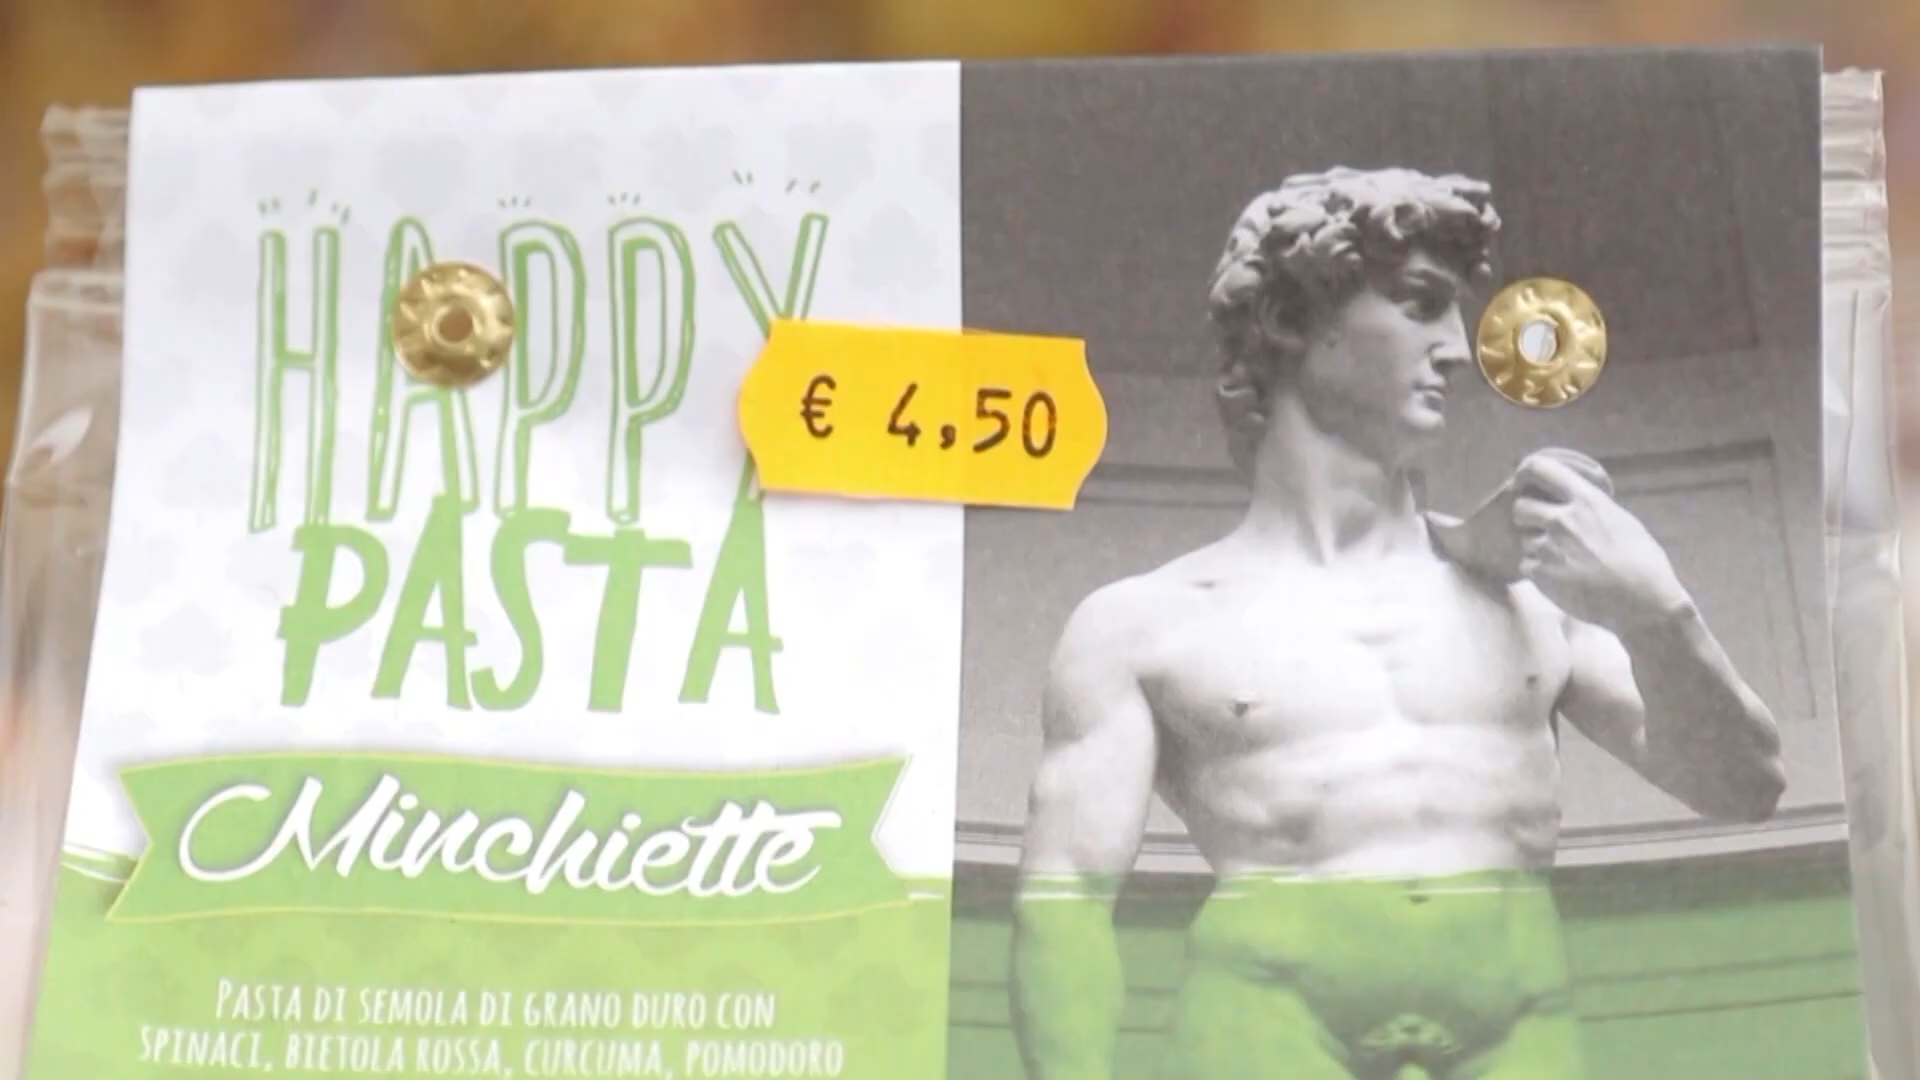 HAPPY
PASTA
€ 4,50
Minchiette
PASTA DI SEMOLA DI GRANO DURO CON
SPINACI, BIETOLA ROSSA, CURCUMA, POMODORO